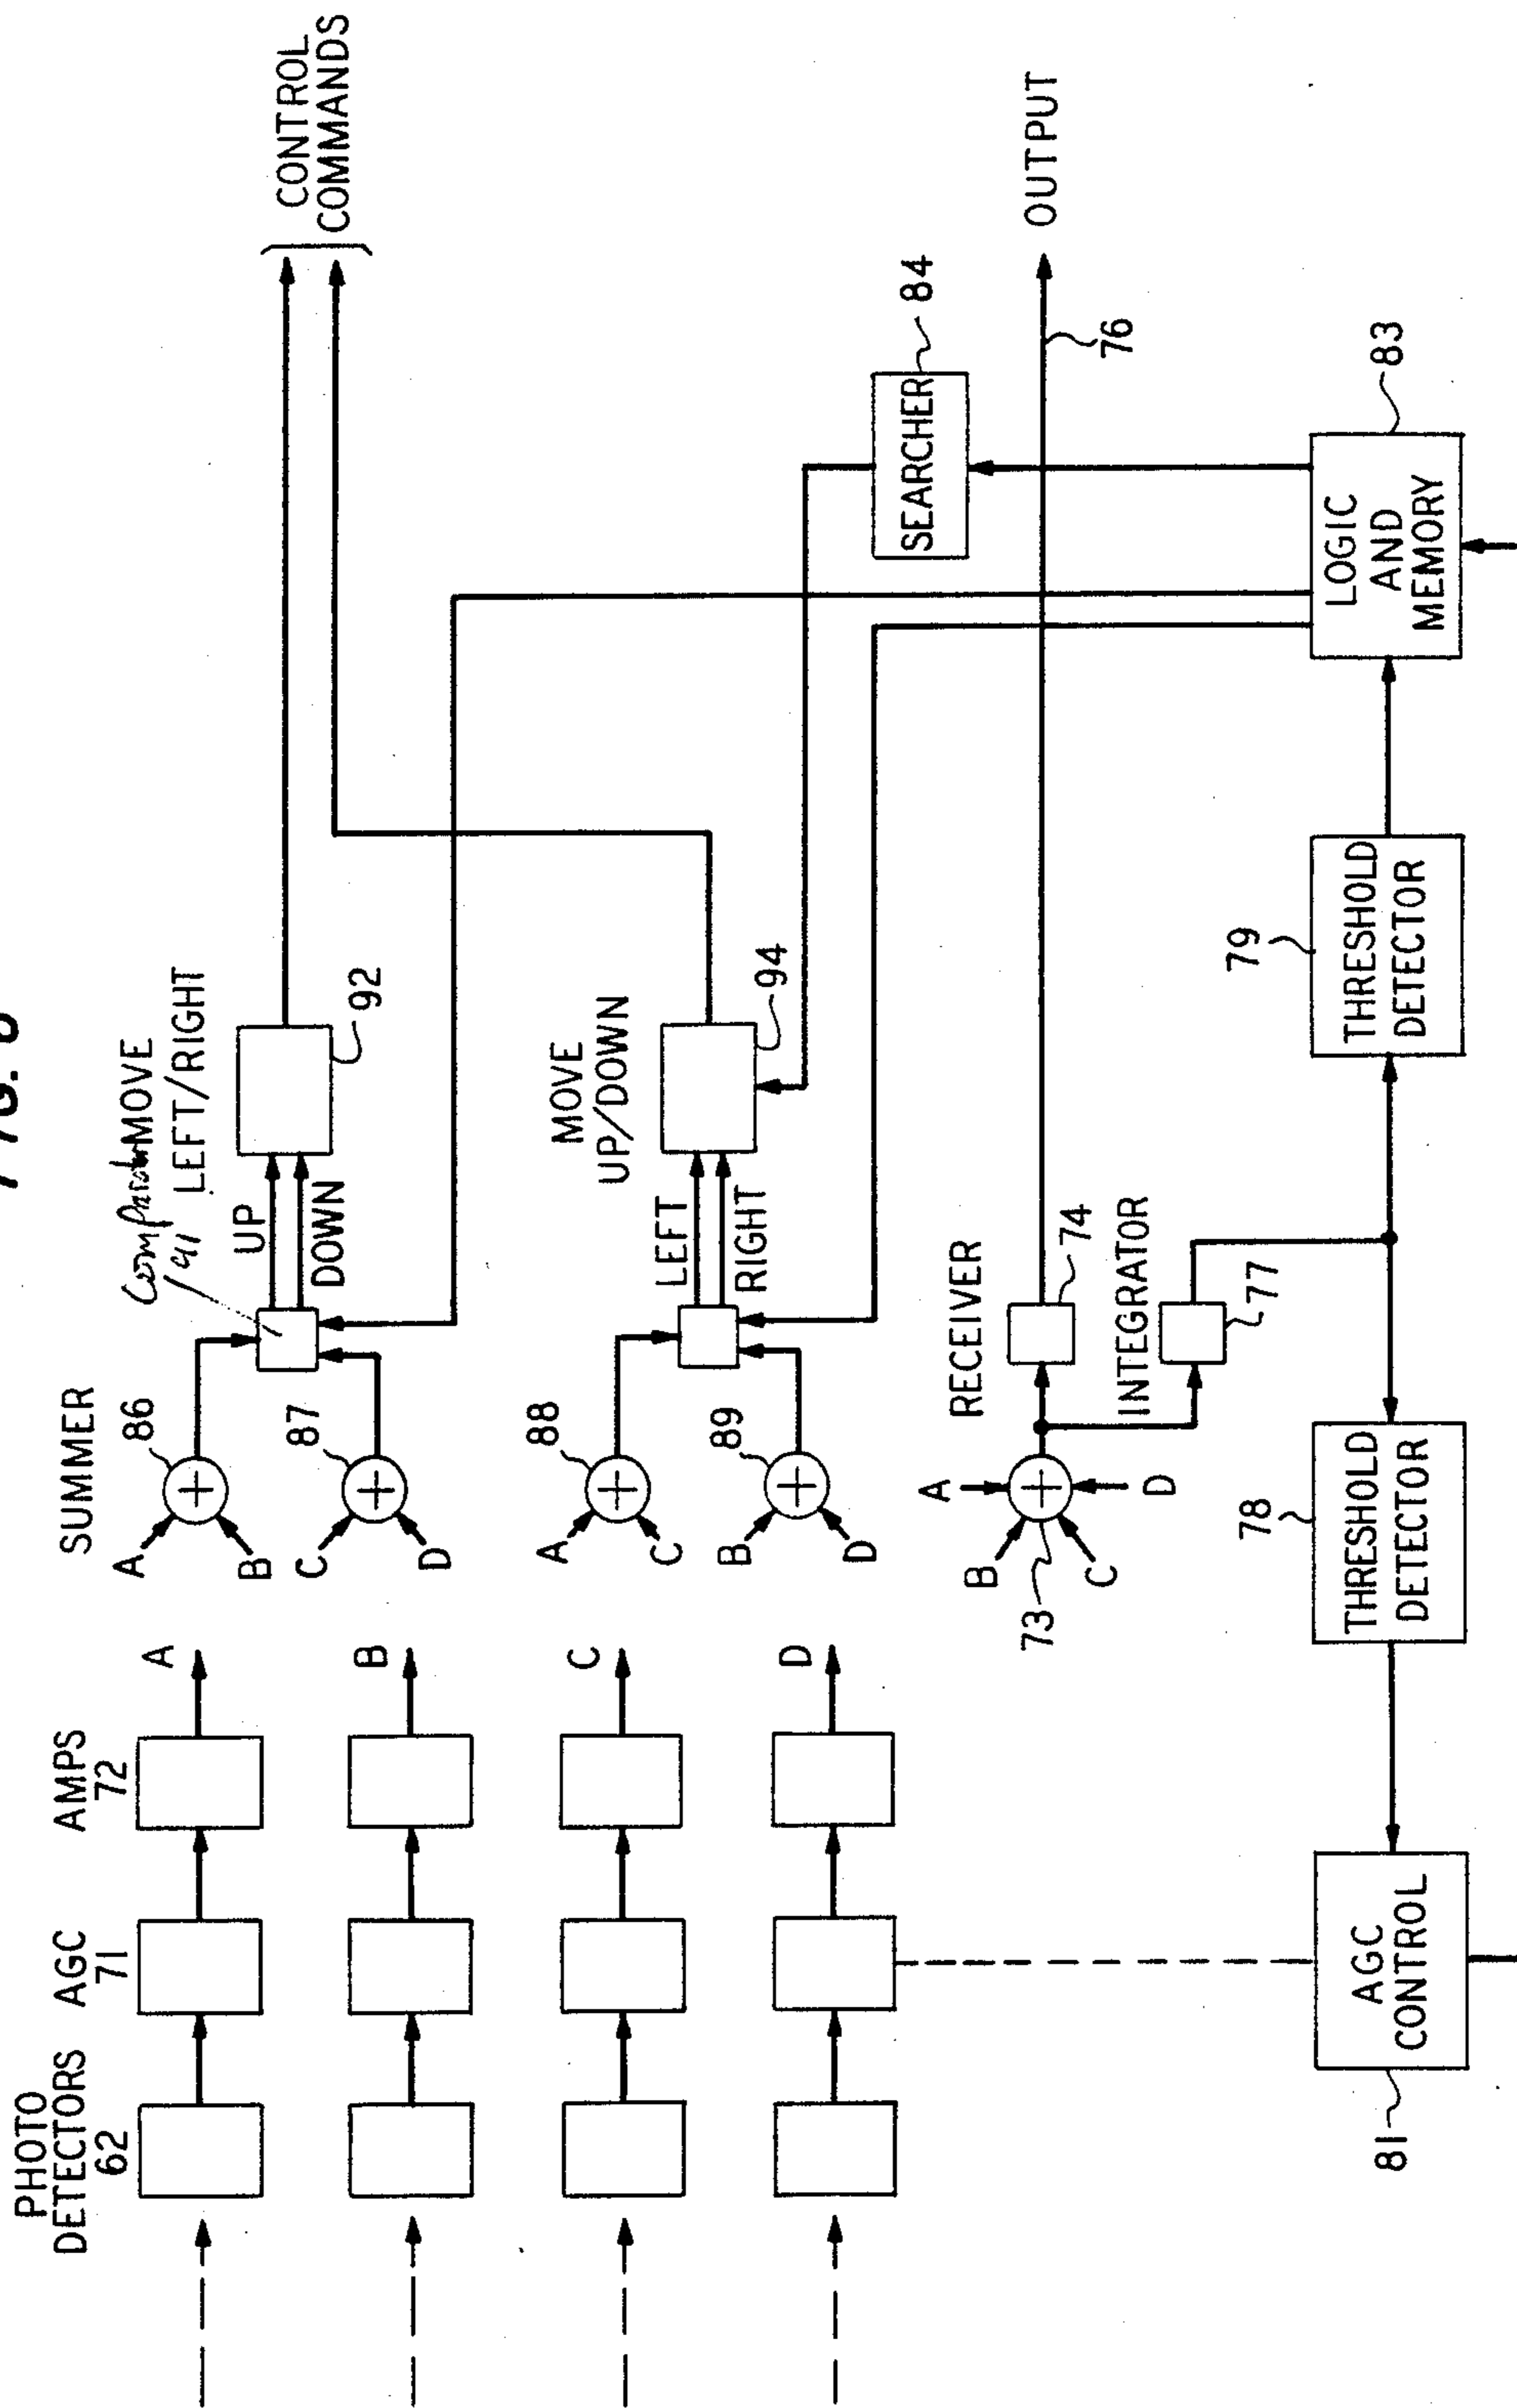 PHOTO
DETECTORS
62
AGC
71
AMPS
72
A
B
C
D
SUMMER
A
B
86
C
D
87
A
C
88
B
D
89
UP
DOWN
MOVE
LEFT/RIGHT
91
92
LEFT
RIGHT
MOVE
UP/DOWN
94
CONTROL
COMMANDS
A
B
C
D
73
RECEIVER
74
INTEGRATOR
77
SEARCHER
84
OUTPUT
76
AGC
CONTROL
81
THRESHOLD
DETECTOR
78
THRESHOLD
DETECTOR
79
LOGIC
AND
MEMORY
83